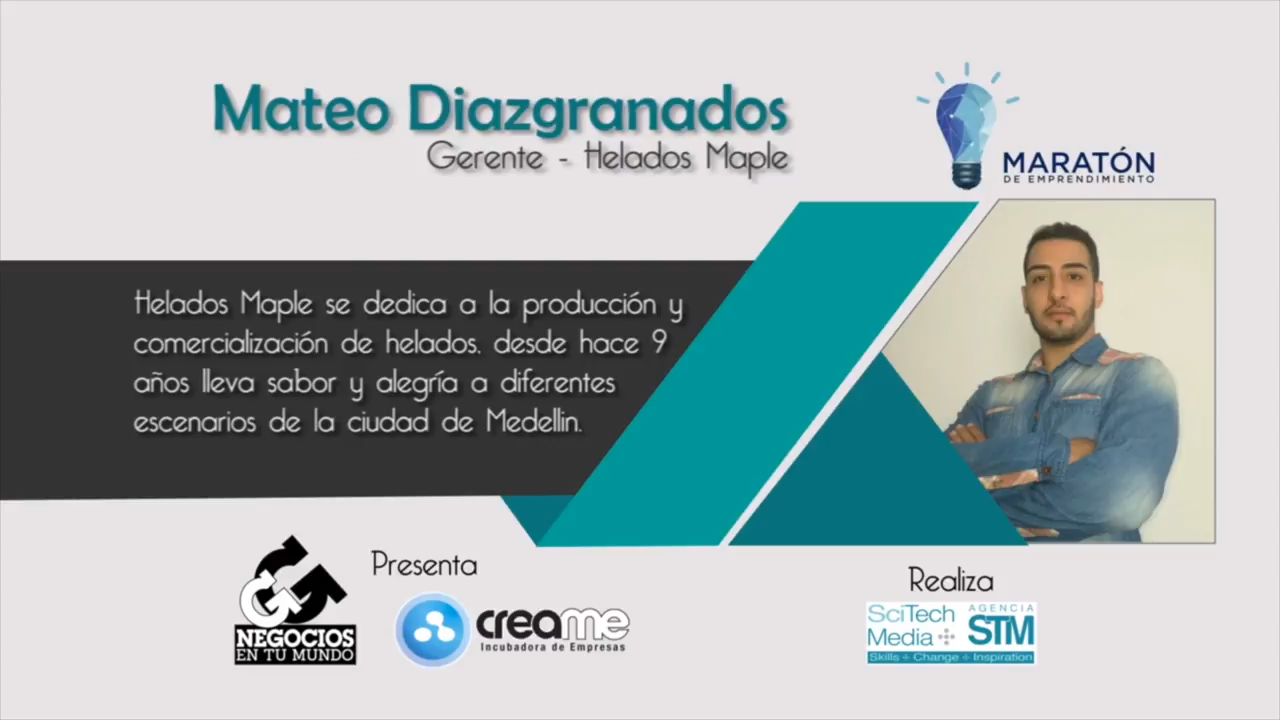 Mateo Diazgranados
Gerente - Helados Maple
MARATÓN
DE EMPRENDIMIENTO
Helados Maple se dedica a la producción y
comercialización de helados, desde hace 9
años lleva sabor y alegría a diferentes
escenarios de la ciudad de Medellin.
NEGOCIOS
EN TU MUNDO
Presenta
creame
Incubadora de Empresas
Realiza
SciTech
Media
AGENCIA
STM
Skills + Change + Inspiration